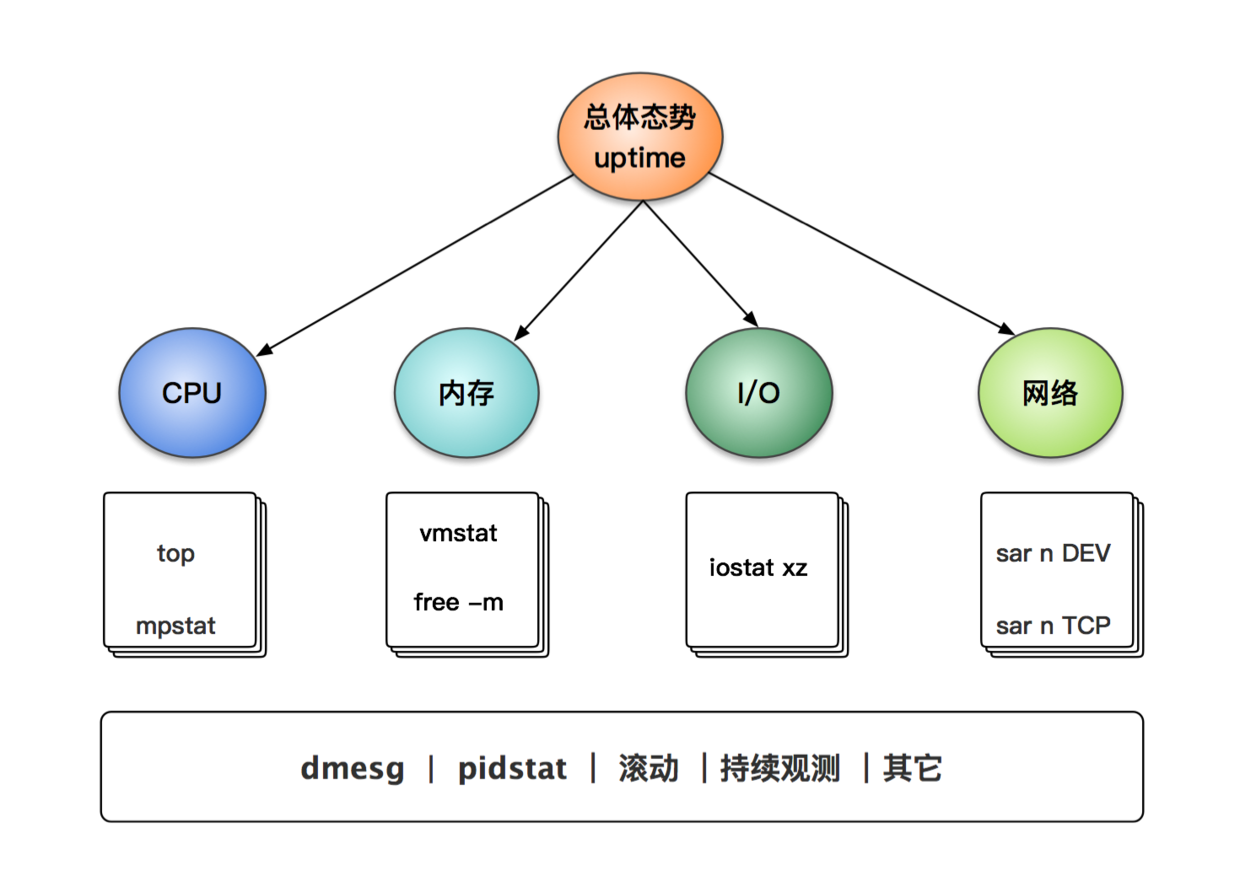 总体态势
uptime
CPU
内存
I/O
网络
top
mpstat
vmstat
free –m
iostat xz
sar n DEV
sar n TCP
dmesg | pidstat | 滚动 | 持续观测 | 其它